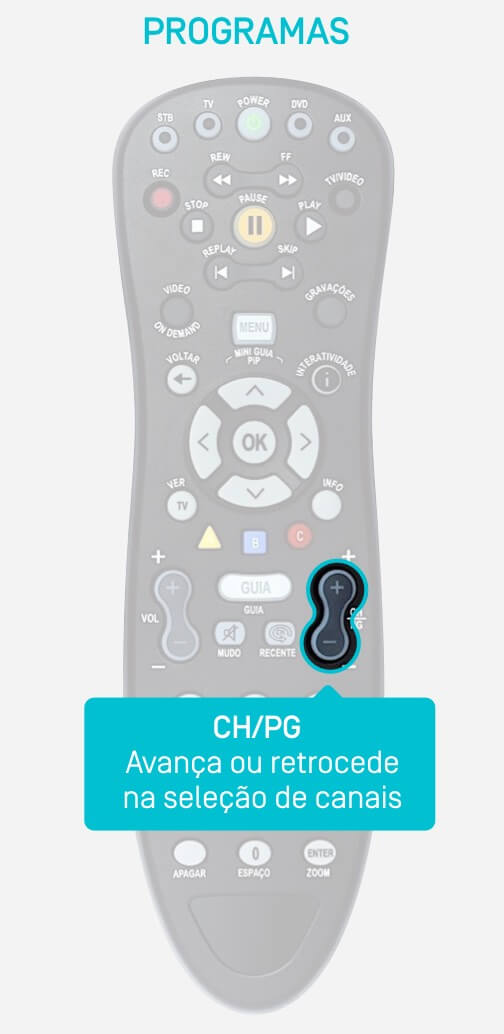 PROGRAMAS
POWER
TV
DVD
STB
AUX
REW
FF
REC
TV/VIDEO
PAUSE
STOP
PLAY
REPLAY
SKIP
VIDEO
ON DEMAND
GRAVAÇÕES
MENU
MINI GUIA
PiP
VOLTAR
INTERATIVIDADE
i
OK
VER
TV
INFO
B
C
+
+
+
+
GUIA
GUIA
VOL
CH
PG
MUDO
RECENTE
–
–
–
–
CH/PG
Avança ou retrocede
na seleção de canais
0
ENTER
APAGAR
ESPAÇO
ZOOM